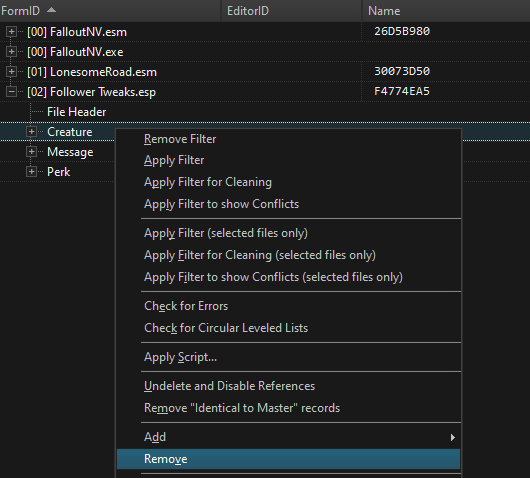 FormID EditorID Name
[00] FalloutNV.esm 26D5B980
[00] FalloutNV.exe
[01] LonesomeRoad.esm 30073D50
[02] Follower Tweaks.esp F4774EA5
File Header
Creature
Message
Perk
Remove Filter
Apply Filter
Apply Filter for Cleaning
Apply Filter to show Conflicts
Apply Filter (selected files only)
Apply Filter for Cleaning (selected files only)
Apply Filter to show Conflicts (selected files only)
Check for Errors
Check for Circular Leveled Lists
Apply Script...
Undelete and Disable References
Remove "Identical to Master" records
Add
Remove